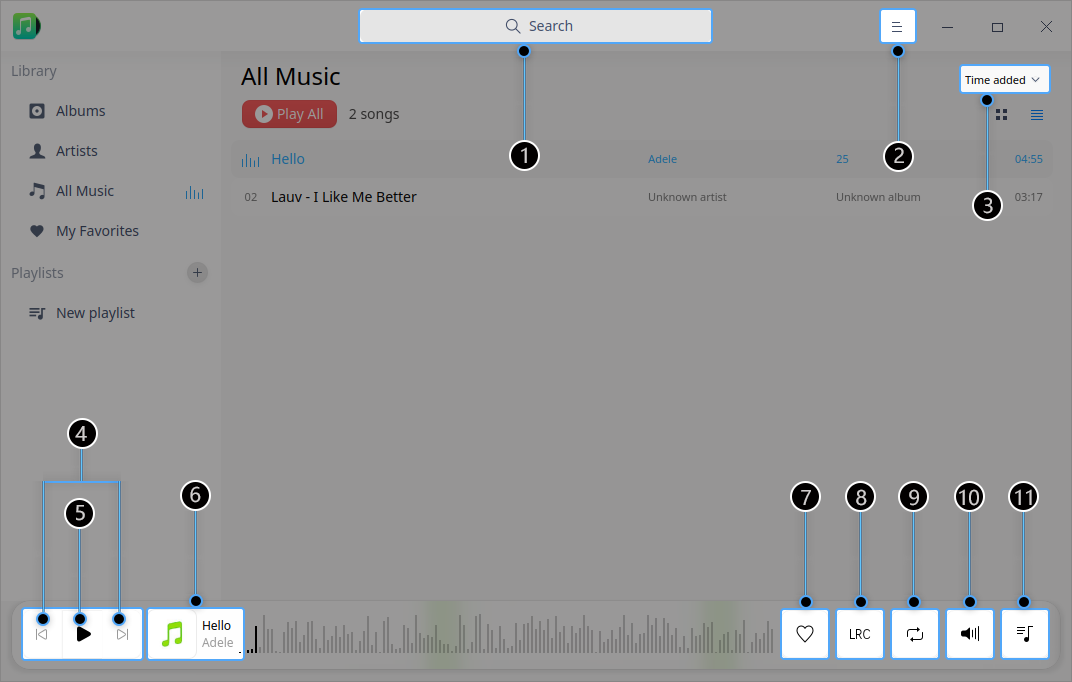 Search
Library
Albums
Artists
All Music
My Favorites
Playlists
New playlist
All Music
Time added
Play All 2 songs
Hello Adele 25 04:55
02 Lauv - I Like Me Better Unknown artist Unknown album 03:17
1
2
3
4
5
6
7
8
9
10
11
Hello
Adele
LRC